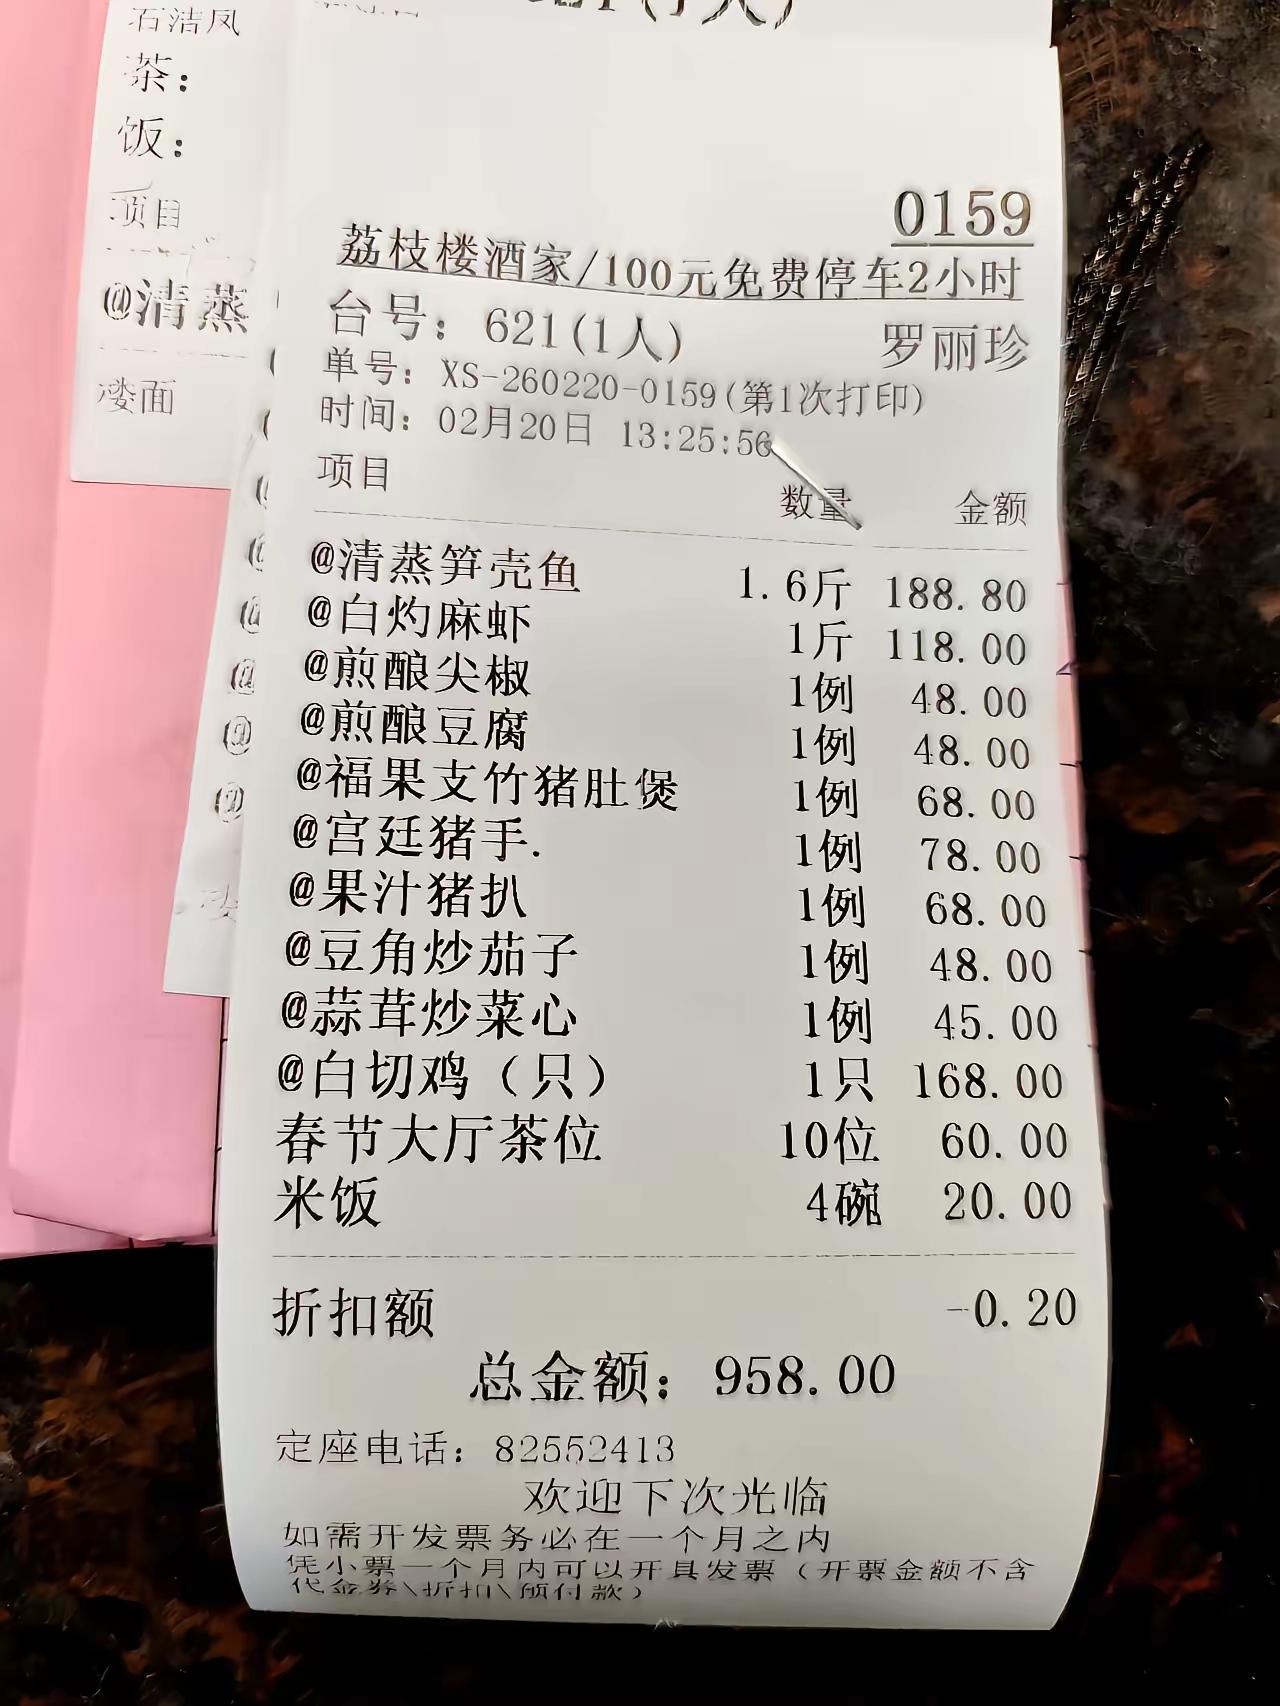 石洁凤
茶：
饭：
项目
@清蒸
楼面
0159
荔枝楼酒家/100元免费停车2小时
台号：621(1人) 罗丽珍
单号：XS-260220-0159(第1次打印)
时间：02月20日 13:25:56
项目 数量 金额
@清蒸笋壳鱼 1.6斤 188.80
@白灼麻虾 1斤 118.00
@煎酿尖椒 1例 48.00
@煎酿豆腐 1例 48.00
@福果支竹猪肚煲 1例 68.00
@宫廷猪手. 1例 78.00
@果汁猪扒 1例 68.00
@豆角炒茄子 1例 48.00
@蒜茸炒菜心 1例 45.00
@白切鸡（只） 1只 168.00
春节大厅茶位 10位 60.00
米饭 4碗 20.00
折扣额 -0.20
总金额：958.00
定座电话：82552413
欢迎下次光临
如需开发票务必在一个月之内
凭小票一个月内可以开具发票（开票金额不含
代金券\折扣\预付款）